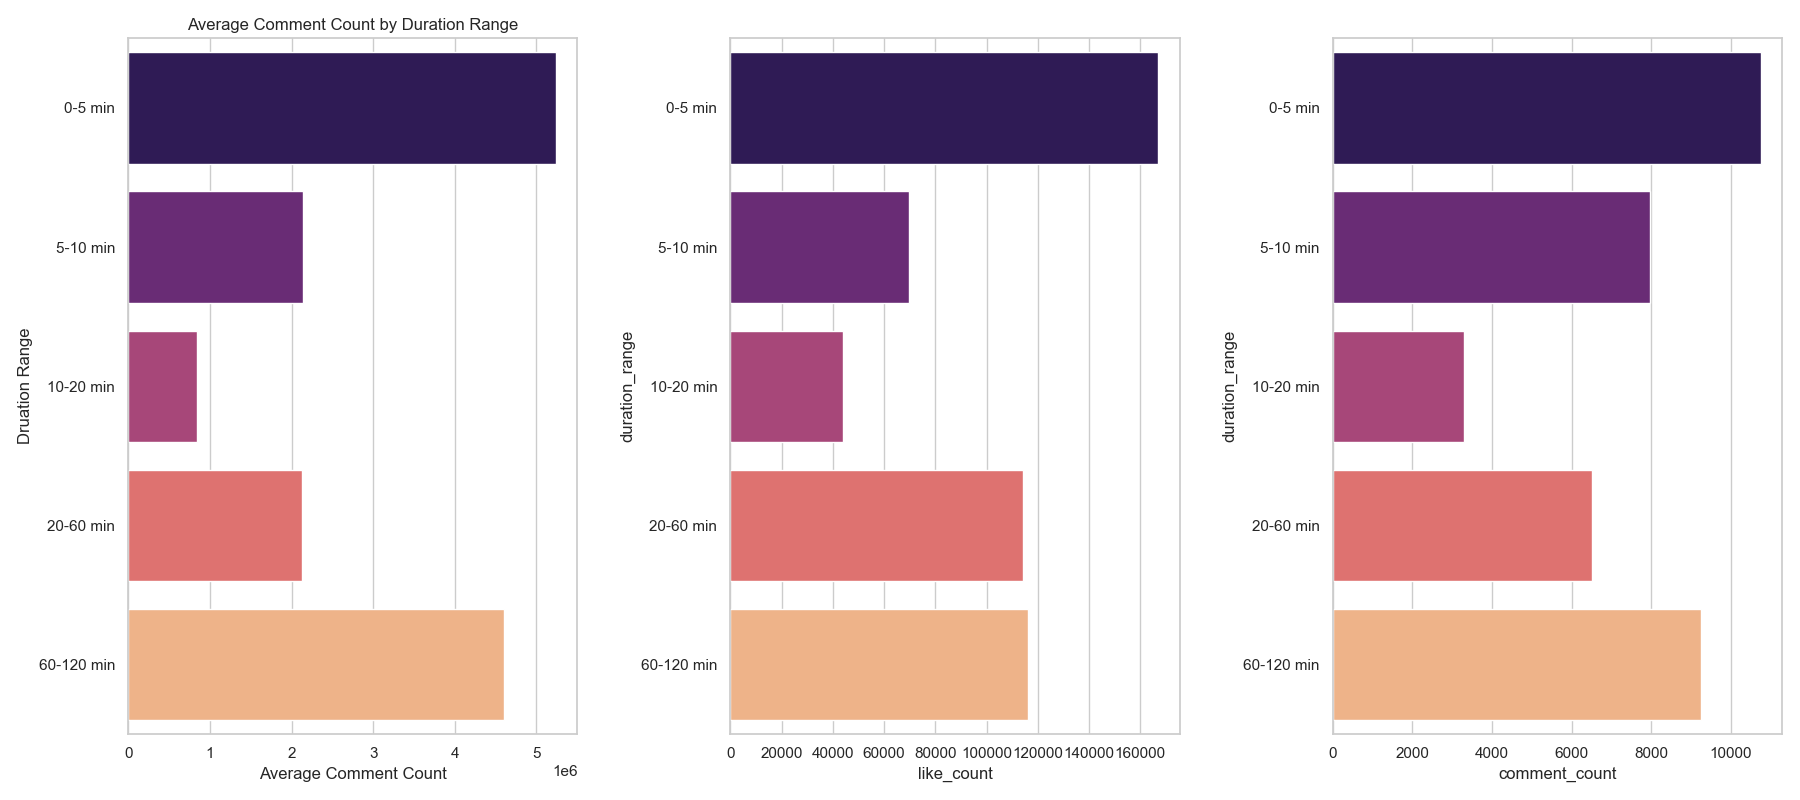 Average Comment Count by Duration Range
Druation Range
0-5 min
5-10 min
10-20 min
20-60 min
60-120 min
0 1 2 3 4 5
1e6
Average Comment Count
duration_range
0-5 min
5-10 min
10-20 min
20-60 min
60-120 min
0 20000 40000 60000 80000 100000 120000 140000 160000
like_count
duration_range
0-5 min
5-10 min
10-20 min
20-60 min
60-120 min
0 2000 4000 6000 8000 10000
comment_count